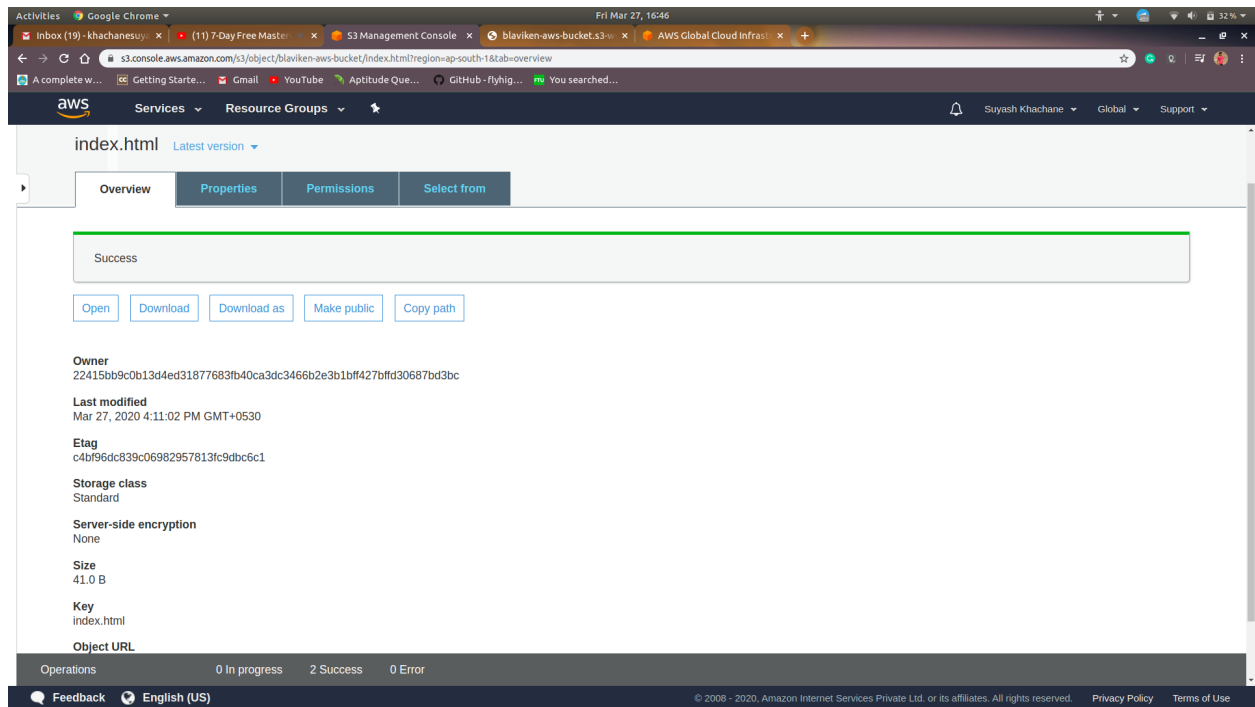 Activities Google Chrome Fri Mar 27, 16:46 32%
Inbox (19) - khachanesuya (11) 7-Day Free Master S3 Management Console blaviken-aws-bucket.s3-w AWS Global Cloud Infrast
s3.console.aws.amazon.com/s3/object/blaviken-aws-bucket/index.html?region=ap-south-1&tab=overview
A complete w... Getting Starte... Gmail YouTube Aptitude Que... GitHub - flyhig... FTU You searched...
aws Services Resource Groups Suyash Khachane Global Support
index.html Latest version
Overview Properties Permissions Select from
Success
Open Download Download as Make public Copy path
Owner
22415bb9c0b13d4ed31877683fb40ca3dc3466b2e3b1bff427bffd30687bd3bc
Last modified
Mar 27, 2020 4:11:02 PM GMT+0530
Etag
c4bf96dc839c06982957813fc9dbc6c1
Storage class
Standard
Server-side encryption
None
Size
41.0 B
Key
index.html
Object URL
Operations 0 In progress 2 Success 0 Error
Feedback English (US) © 2008 - 2020, Amazon Internet Services Private Ltd. or its affiliates. All rights reserved. Privacy Policy Terms of Use